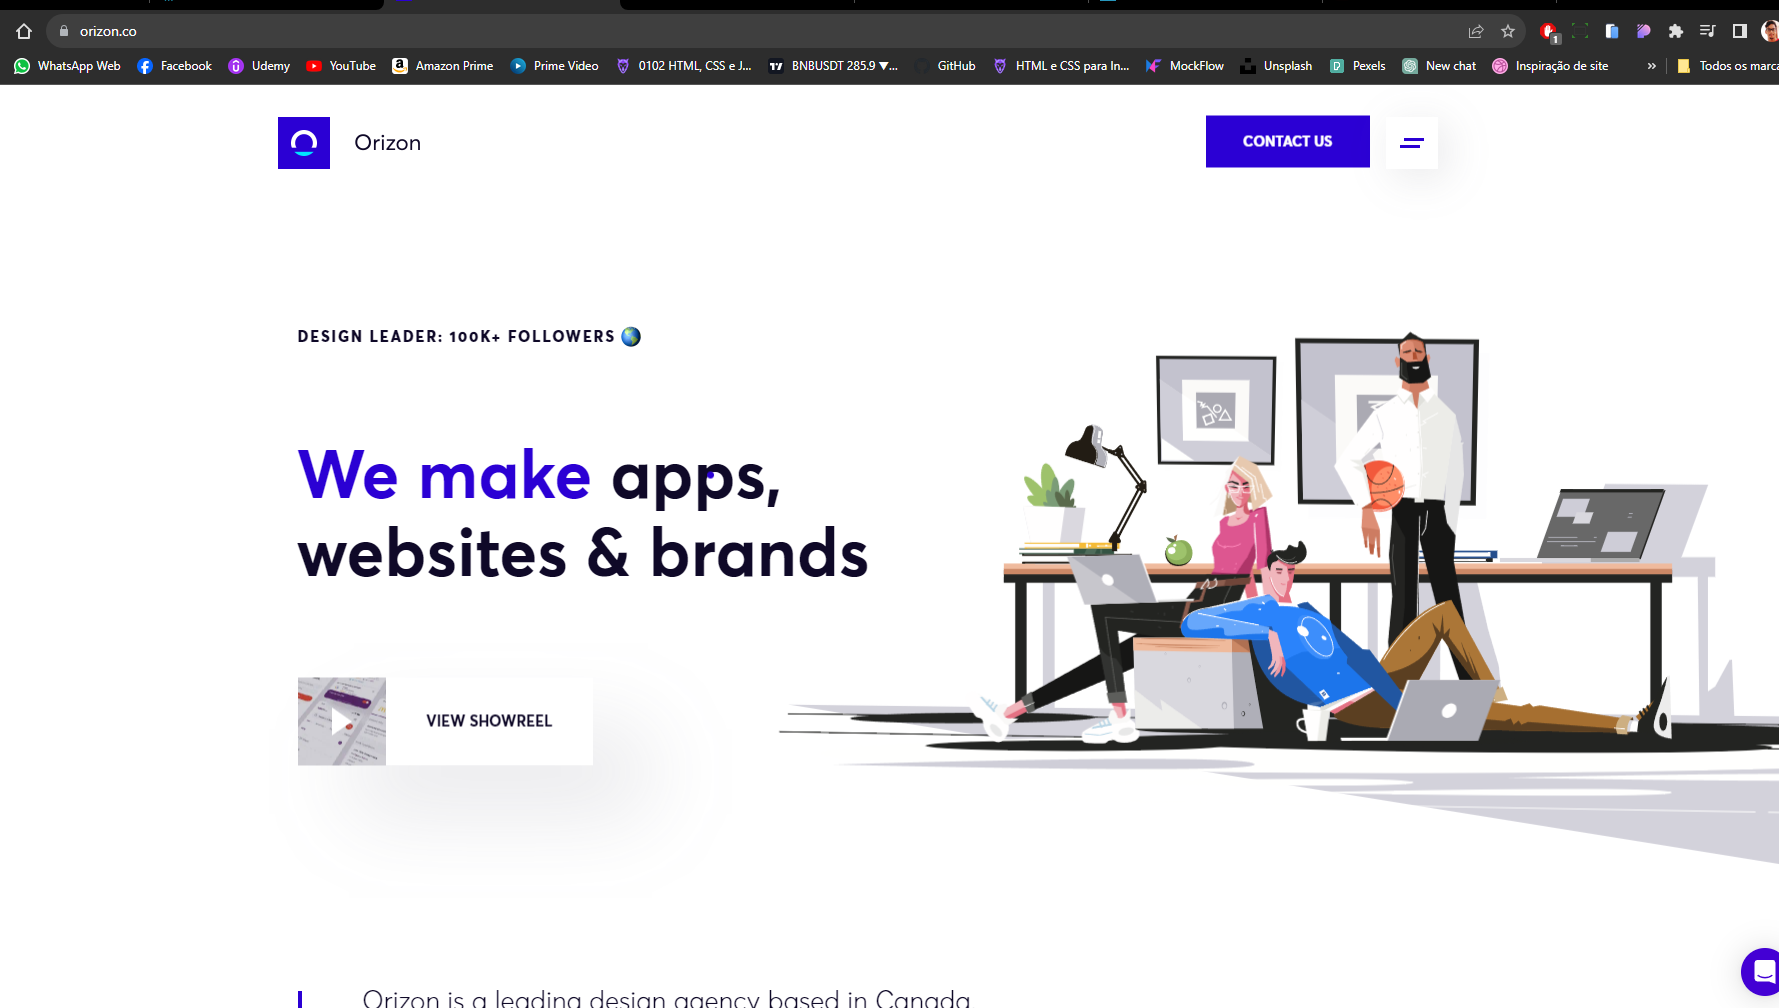 orizon.co
1
WhatsApp Web Facebook Udemy YouTube Amazon Prime Prime Video 0102 HTML, CSS e J... BNBUSDT 285.9 ▼... GitHub HTML e CSS para In... MockFlow Unsplash Pexels New chat Inspiração de site » Todos os
Orizon
CONTACT US
DESIGN LEADER: 100K+ FOLLOWERS 🌎
We make apps,
websites & brands
VIEW SHOWREEL
Orizon is a leading design agency based in Canada